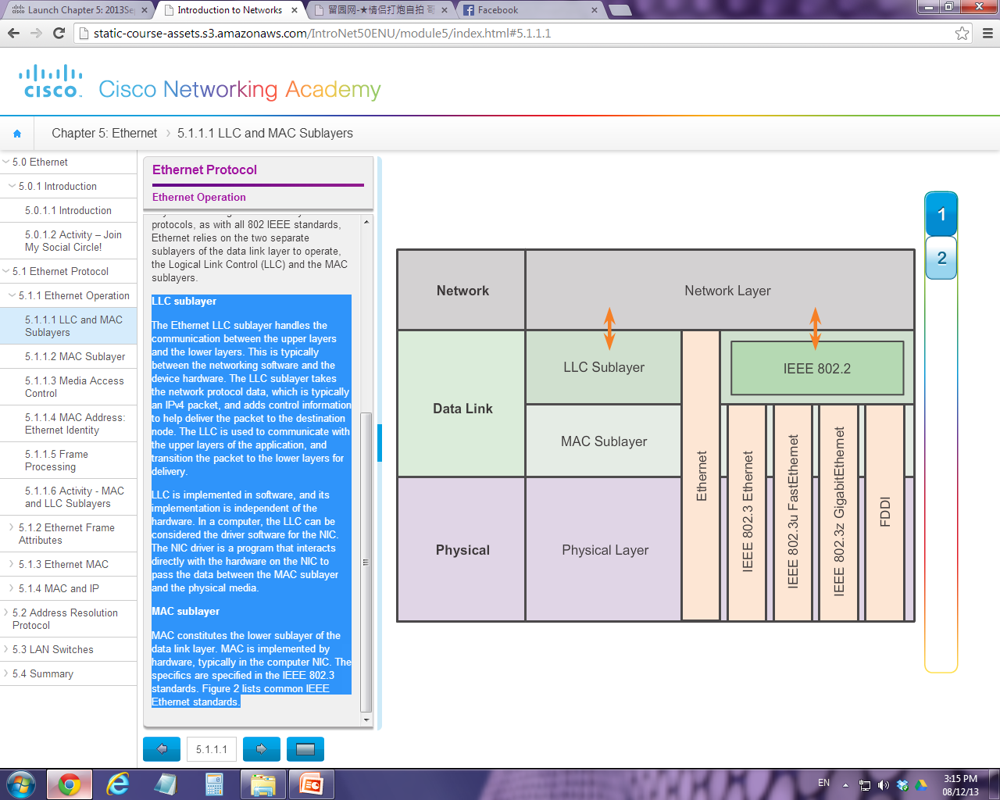 Launch Chapter 5: 2013Se
Introduction to Networks
留园网-★情侣打炮自拍
Facebook
static-course-assets.s3.amazonaws.com/IntroNet50ENU/module5/index.html#5.1.1.1
CISCO
Cisco Networking Academy
Chapter 5: Ethernet
5.1.1.1 LLC and MAC Sublayers
5.0 Ethernet
5.0.1 Introduction
5.0.1.1 Introduction
5.0.1.2 Activity – Join
My Social Circle!
5.1 Ethernet Protocol
5.1.1 Ethernet Operation
5.1.1.1 LLC and MAC
Sublayers
5.1.1.2 MAC Sublayer
5.1.1.3 Media Access
Control
5.1.1.4 MAC Address:
Ethernet Identity
5.1.1.5 Frame
Processing
5.1.1.6 Activity - MAC
and LLC Sublayers
5.1.2 Ethernet Frame
Attributes
5.1.3 Ethernet MAC
5.1.4 MAC and IP
5.2 Address Resolution
Protocol
5.3 LAN Switches
5.4 Summary
Ethernet Protocol
Ethernet Operation
protocols, as with all 802 IEEE standards,
Ethernet relies on the two separate
sublayers of the data link layer to operate,
the Logical Link Control (LLC) and the MAC
sublayers.
LLC sublayer
The Ethernet LLC sublayer handles the
communication between the upper layers
and the lower layers. This is typically
between the networking software and the
device hardware. The LLC sublayer takes
the network protocol data, which is typically
an IPv4 packet, and adds control information
to help deliver the packet to the destination
node. The LLC is used to communicate with
the upper layers of the application, and
transition the packet to the lower layers for
delivery.
LLC is implemented in software, and its
implementation is independent of the
hardware. In a computer, the LLC can be
considered the driver software for the NIC.
The NIC driver is a program that interacts
directly with the hardware on the NIC to
pass the data between the MAC sublayer
and the physical media.
MAC sublayer
MAC constitutes the lower sublayer of the
data link layer. MAC is implemented by
hardware, typically in the computer NIC. The
specifics are specified in the IEEE 802.3
standards. Figure 2 lists common IEEE
Ethernet standards.
5.1.1.1
Network
Network Layer
Data Link
LLC Sublayer
IEEE 802.2
MAC Sublayer
Physical
Physical Layer
Ethernet
IEEE 802.3 Ethernet
IEEE 802.3u FastEthernet
IEEE 802.3z GigabitEthernet
FDDI
1
2
EN
3:15 PM
08/12/13